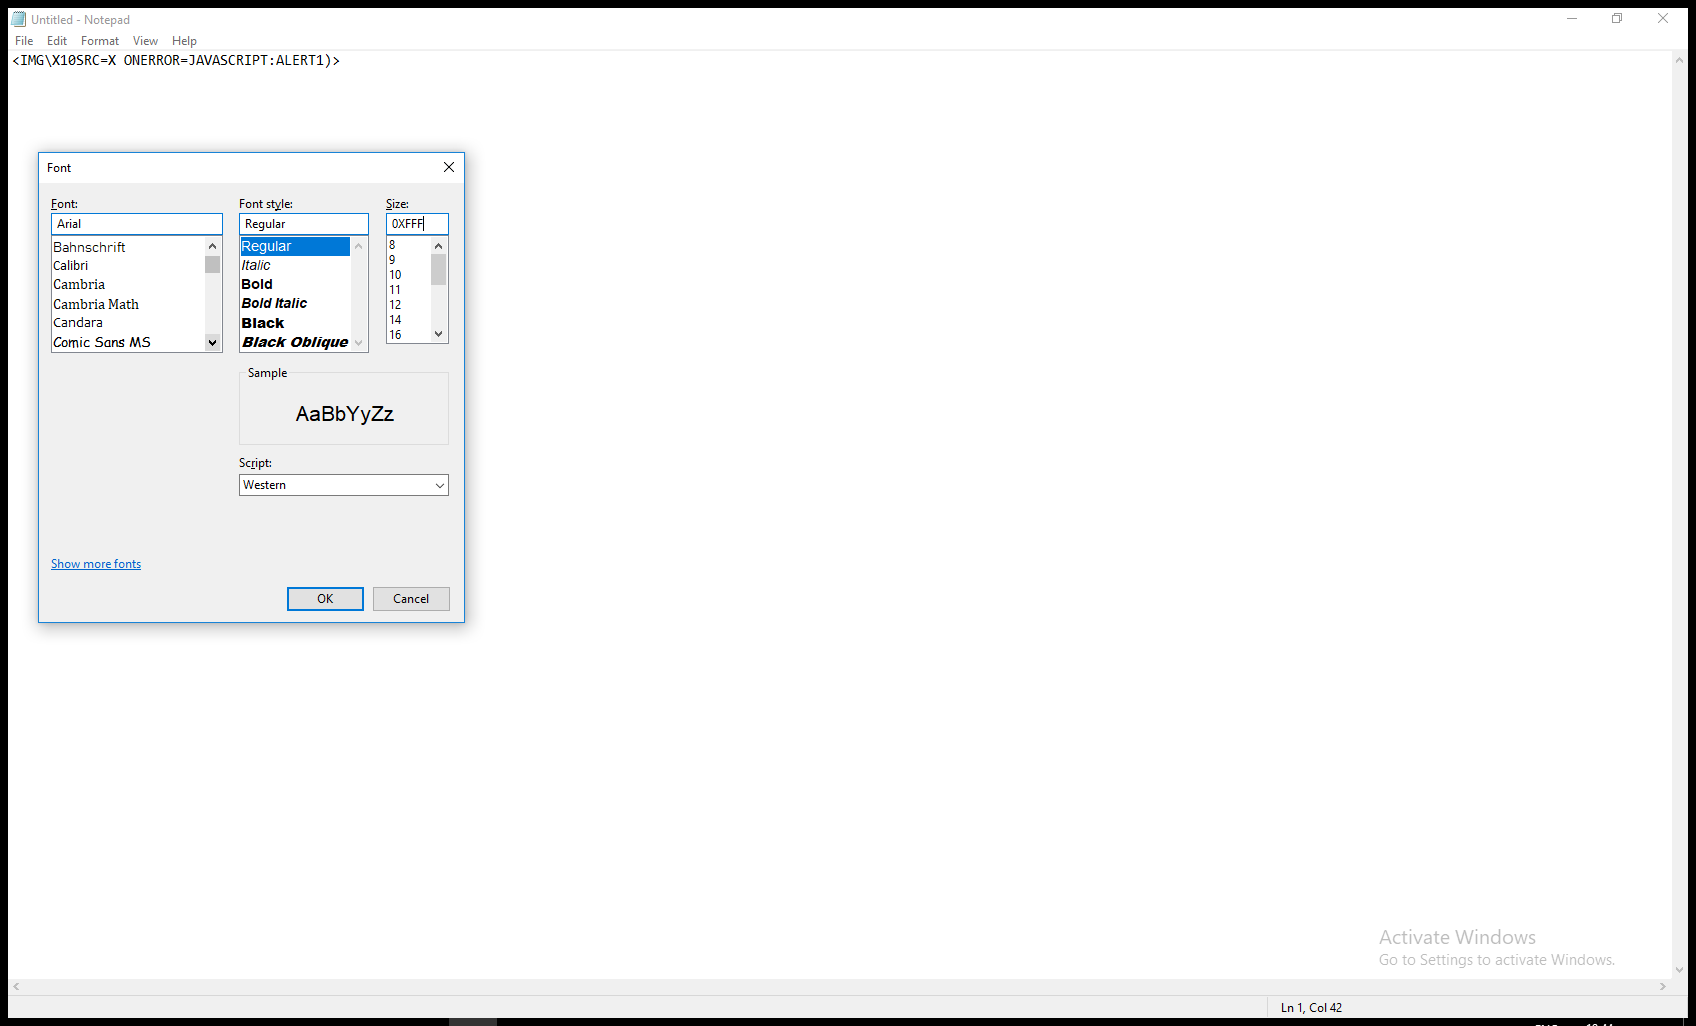 Untitled - Notepad
File Edit Format View Help
<IMG\X10SRC=X ONERROR=JAVASCRIPT:ALERT1)>
Font
Font: Font style: Size:
Arial Regular 0XFFF
Bahnschrift
Calibri
Cambria
Cambria Math
Candara
Comic Sans MS
Regular
Italic
Bold
Bold Italic
Black
Black Oblique
8
9
10
11
12
14
16
Sample
AaBbYyZz
Script:
Western
Show more fonts
OK Cancel
Activate Windows
Go to Settings to activate Windows.
Ln 1, Col 42